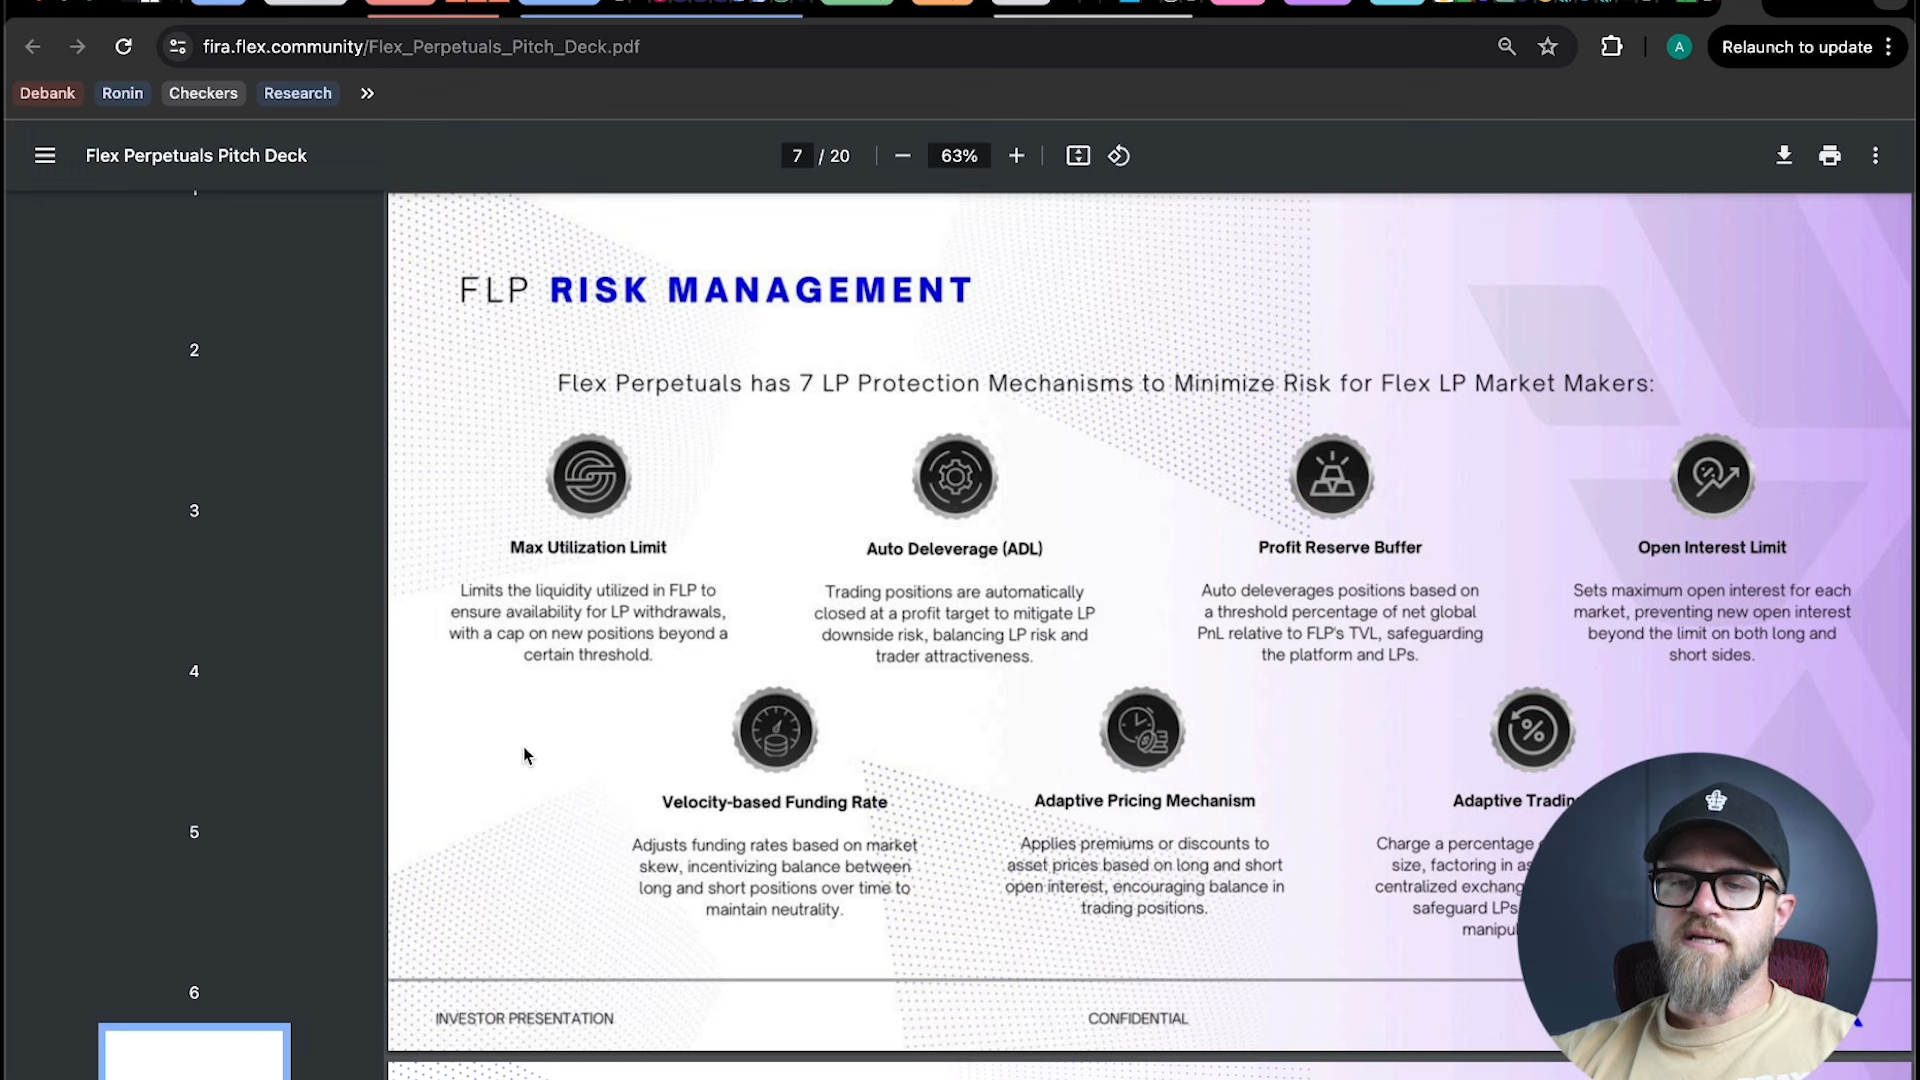 fira.flex.community/Flex_Perpetuals_Pitch_Deck.pdf
A
Relaunch to update
Debank
Ronin
Checkers
Research
Flex Perpetuals Pitch Deck
7 / 20
63%
2
3
4
5
6
FLP RISK MANAGEMENT
Flex Perpetuals has 7 LP Protection Mechanisms to Minimize Risk for Flex LP Market Makers:
Max Utilization Limit
Limits the liquidity utilized in FLP to
ensure availability for LP withdrawals,
with a cap on new positions beyond a
certain threshold.
Auto Deleverage (ADL)
Trading positions are automatically
closed at a profit target to mitigate LP
downside risk, balancing LP risk and
trader attractiveness.
Profit Reserve Buffer
Auto deleverages positions based on
a threshold percentage of net global
PnL relative to FLP's TVL, safeguarding
the platform and LPs.
Open Interest Limit
Sets maximum open interest for each
market, preventing new open interest
beyond the limit on both long and
short sides.
Velocity-based Funding Rate
Adjusts funding rates based on market
skew, incentivizing balance between
long and short positions over time to
maintain neutrality.
Adaptive Pricing Mechanism
Applies premiums or discounts to
asset prices based on long and short
open interest, encouraging balance in
trading positions.
Adaptive
Charge a percentage
size, factoring in
centralized
safeguard LPs
INVESTOR PRESENTATION
CONFIDENTIAL